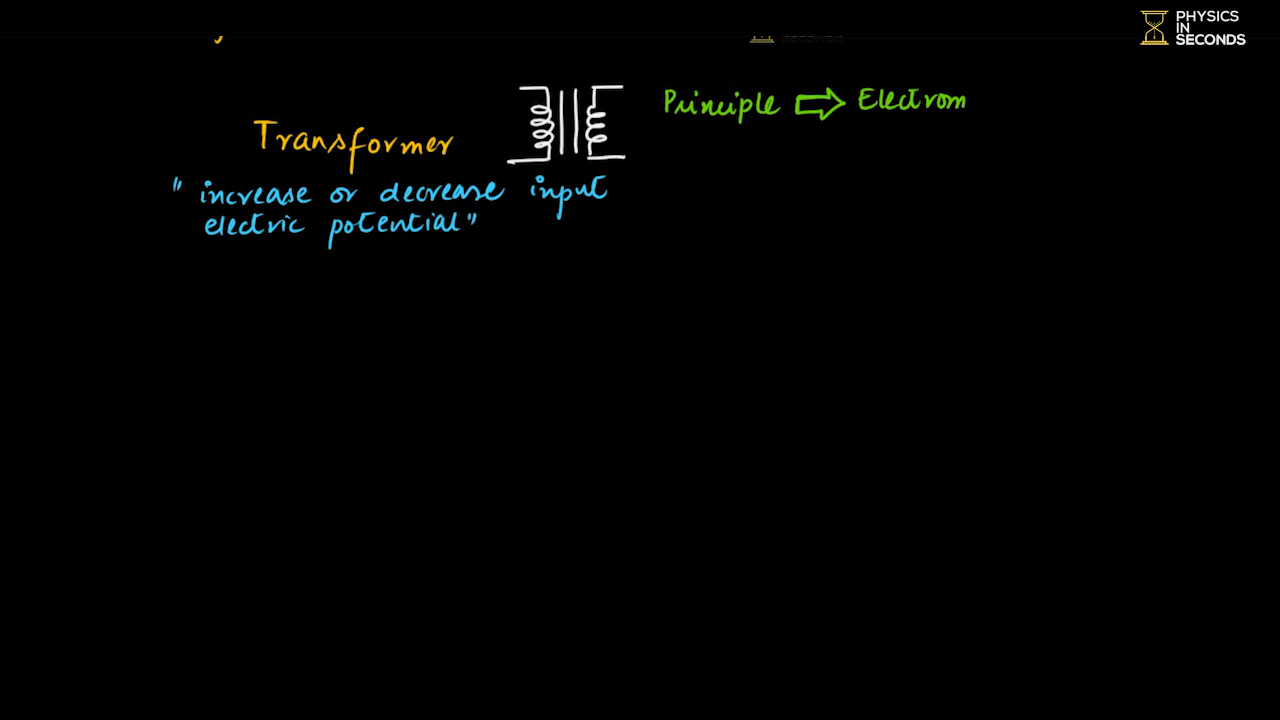 PHYSICS
IN
SECONDS
Principle ⇨ Electrom
Transformer
" increase or decrease input
electric potential"